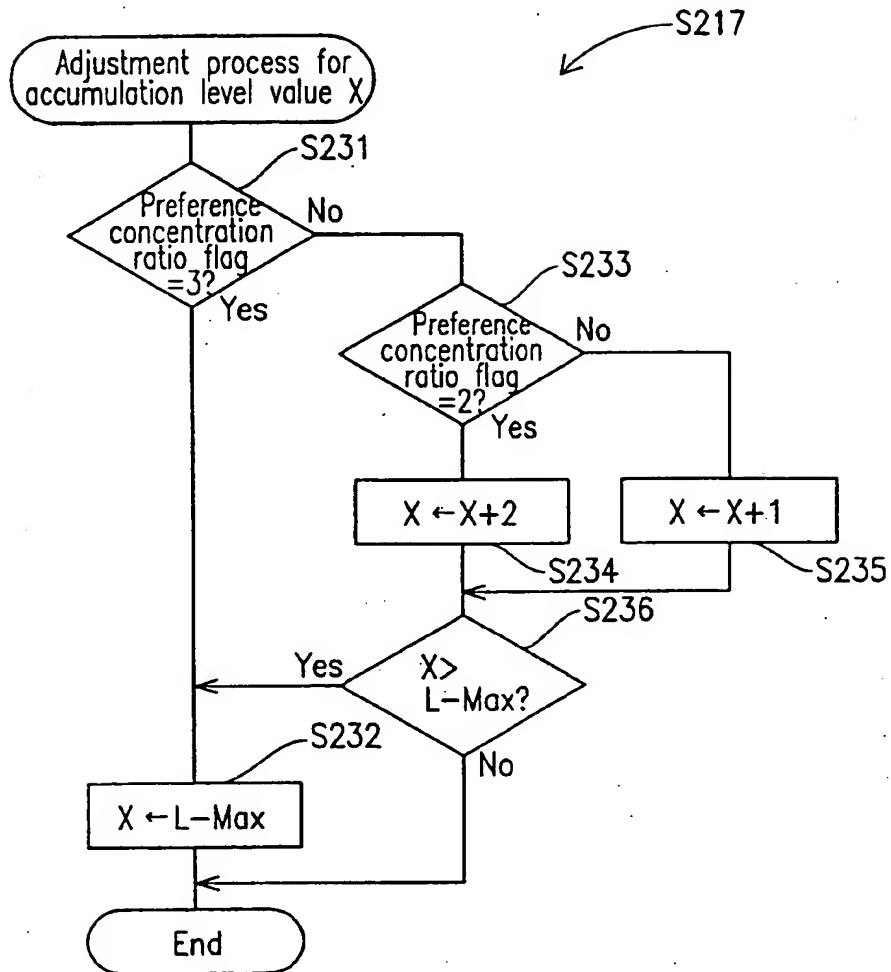 S217
Adjustment process for
accumulation level value X
S231
Preference
concentration
ratio flag
=3?
No
Yes
S233
Preference
concentration
ratio flag
=2?
No
Yes
X←X+2
X←X+1
S234
S235
S236
X>
L-Max?
Yes
No
S232
X←L-Max
End